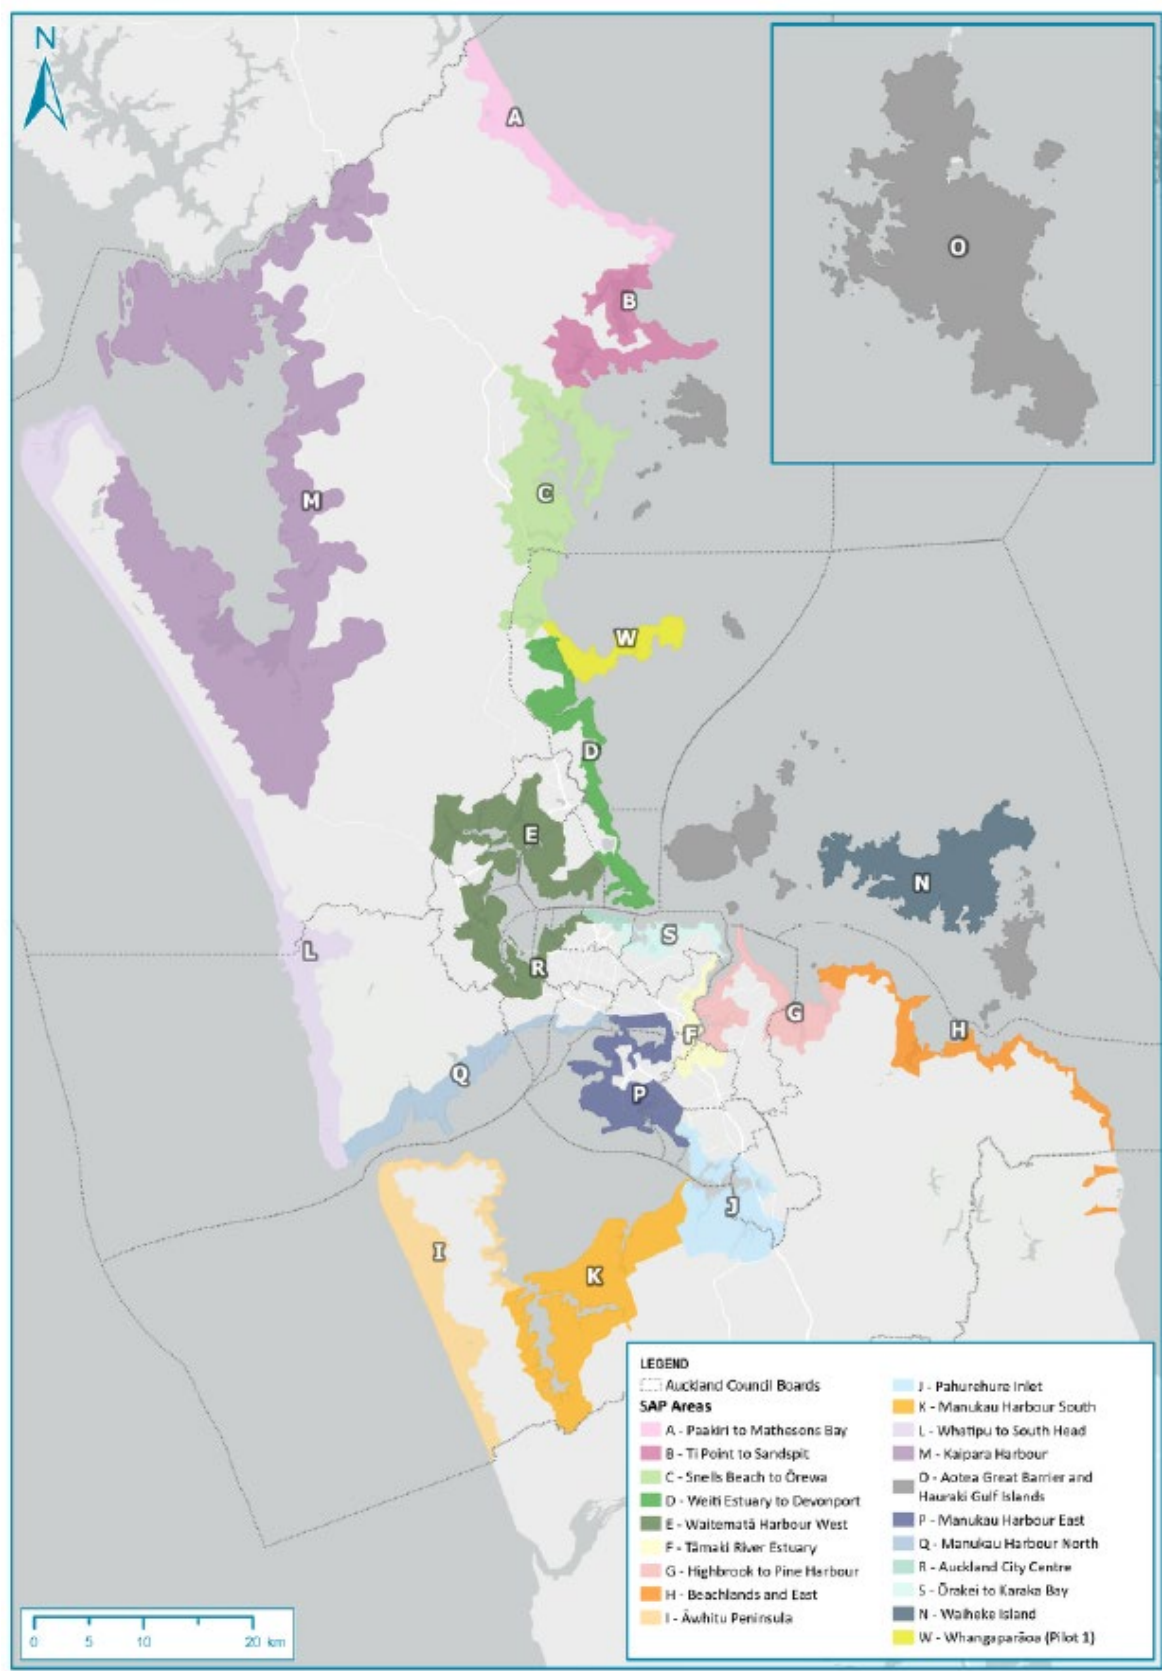 N
A
O
B
M
C
W
D
E
N
L
S
R
G
F
H
Q
P
J
I
K
LEGEND
Auckland Council Boards
SAP Areas
A - Paakiri to Mathesons Bay
B - Ti Point to Sandspit
C - Snells Beach to Ōrewa
D - Weiti Estuary to Devonport
E - Waitematā Harbour West
F - Tāmaki River Estuary
G - Highbrook to Pine Harbour
H - Beachlands and East
I - Āwhitu Peninsula
J - Pahurehure Inlet
K - Manukau Harbour South
L - Whatipu to South Head
M - Kaipara Harbour
O - Aotea Great Barrier and
Hauraki Gulf Islands
P - Manukau Harbour East
Q - Manukau Harbour North
R - Auckland City Centre
S - Ōrakei to Karaka Bay
N - Waiheke Island
W - Whangaparāoa (Pilot 1)
0 5 10 20 km